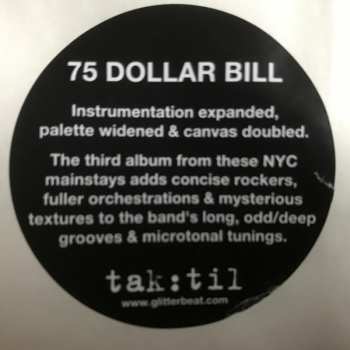 75 DOLLAR BILL
Instrumentation expanded,
palette widened & canvas doubled.
The third album from these NYC
mainstays adds concise rockers,
fuller orchestrations & mysterious
textures to the band's long, odd/deep
grooves & microtonal tunings.
tak:til
www.glitterbeat.com